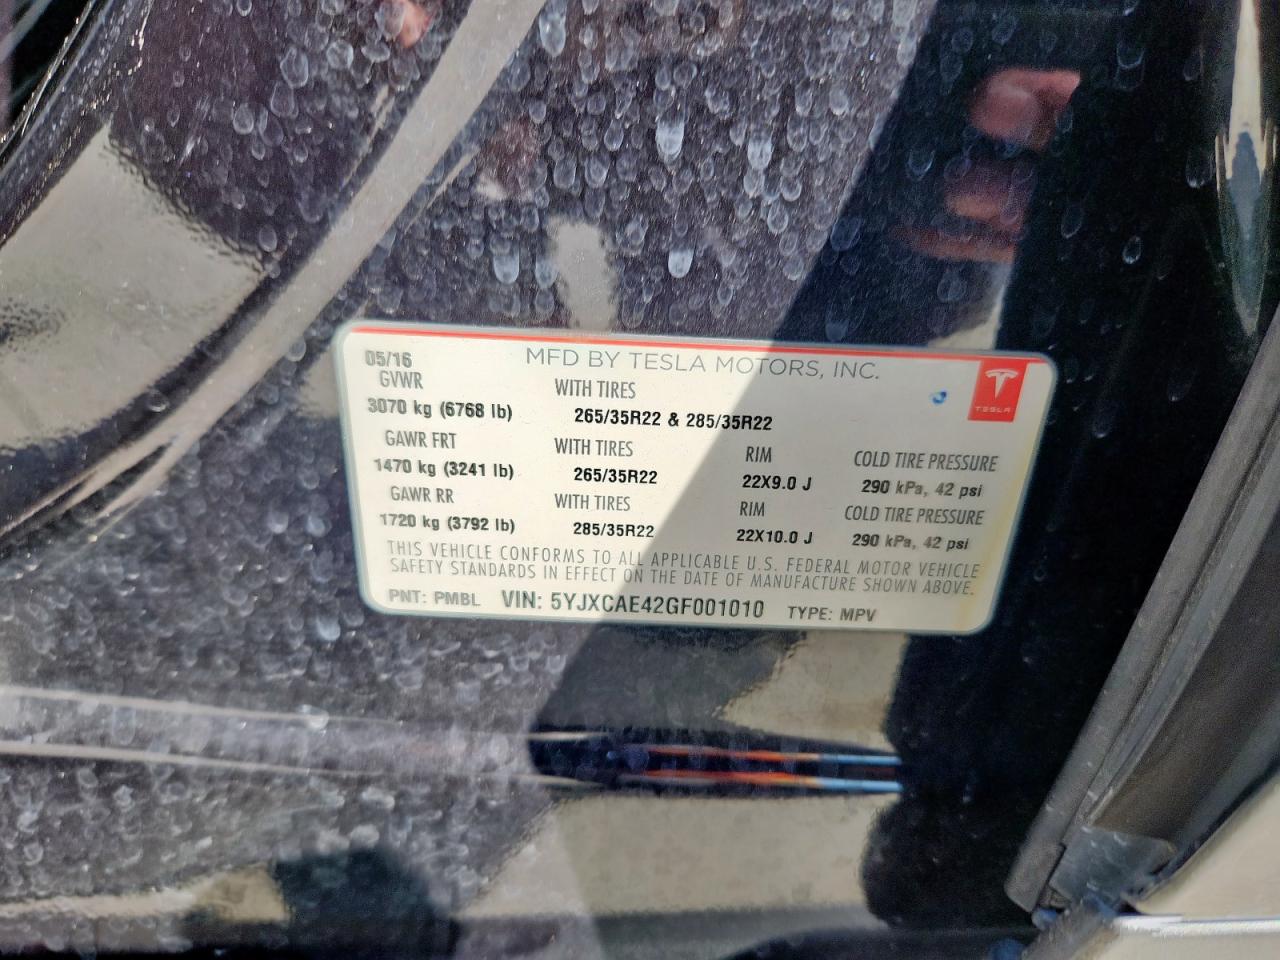 05/16 MFD BY TESLA MOTORS, INC.
GVWR WITH TIRES
3070 kg (6768 lb) 265/35R22 & 285/35R22
TESLA
GAWR FRT WITH TIRES RIM COLD TIRE PRESSURE
1470 kg (3241 lb) 265/35R22 22X9.0 J 290 kPa, 42 psi
GAWR RR WITH TIRES RIM COLD TIRE PRESSURE
1720 kg (3792 lb) 285/35R22 22X10.0 J 290 kPa, 42 psi
THIS VEHICLE CONFORMS TO ALL APPLICABLE U.S. FEDERAL MOTOR VEHICLE
SAFETY STANDARDS IN EFFECT ON THE DATE OF MANUFACTURE SHOWN ABOVE.
PNT: PMBL VIN: 5YJXCAE42GF001010 TYPE: MPV